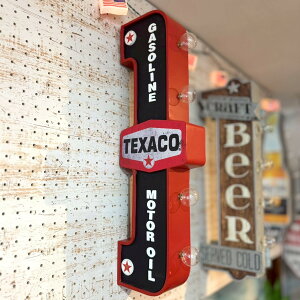 GASOLINE
TEXACO
MOTOR OIL
CRAFT
BEER
SERVED COLD